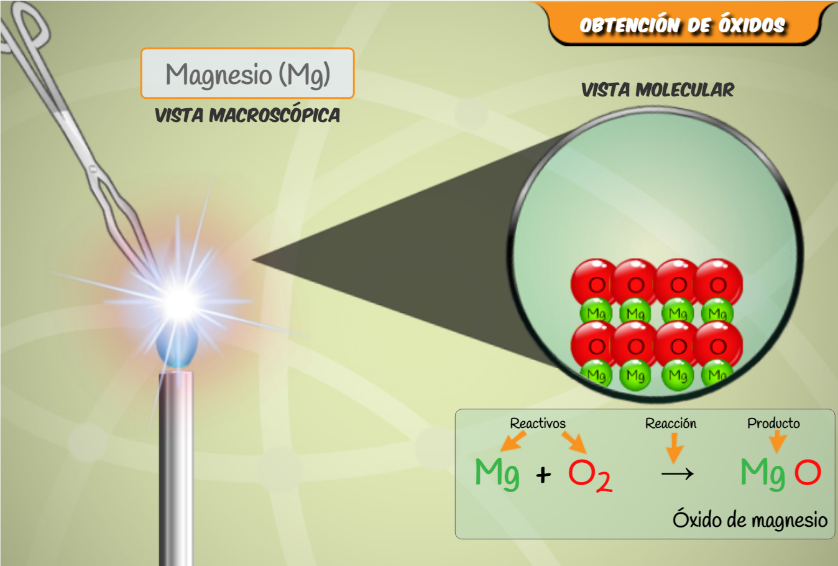 OBTENCIÓN DE ÓXIDOS
Magnesio (Mg)
VISTA MACROSCÓPICA
VISTA MOLECULAR
O O O O
Mg Mg Mg Mg
O O O O
Mg Mg Mg Mg
Reactivos Reacción Producto
Mg + O₂ → Mg O
Óxido de magnesio